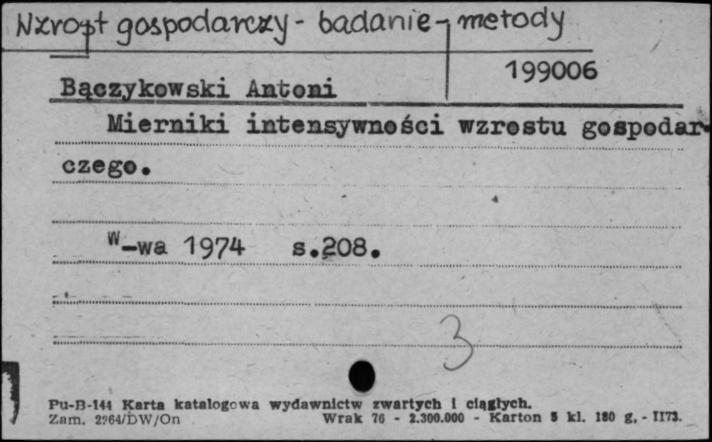 Wzrost gospodarczy - badanie - metody
199006
Bączykowski Antoni
Mierniki intensywności wzrostu gospodar-
czego.
W-wa 1974 s.208.
3
Pu-B-144 Karta katalogowa wydawnictw zwartych i ciągłych.
Zam. 2964/DW/On Wrak 76 - 2.300.000 - Karton 5 kl. 180 g. - II73.